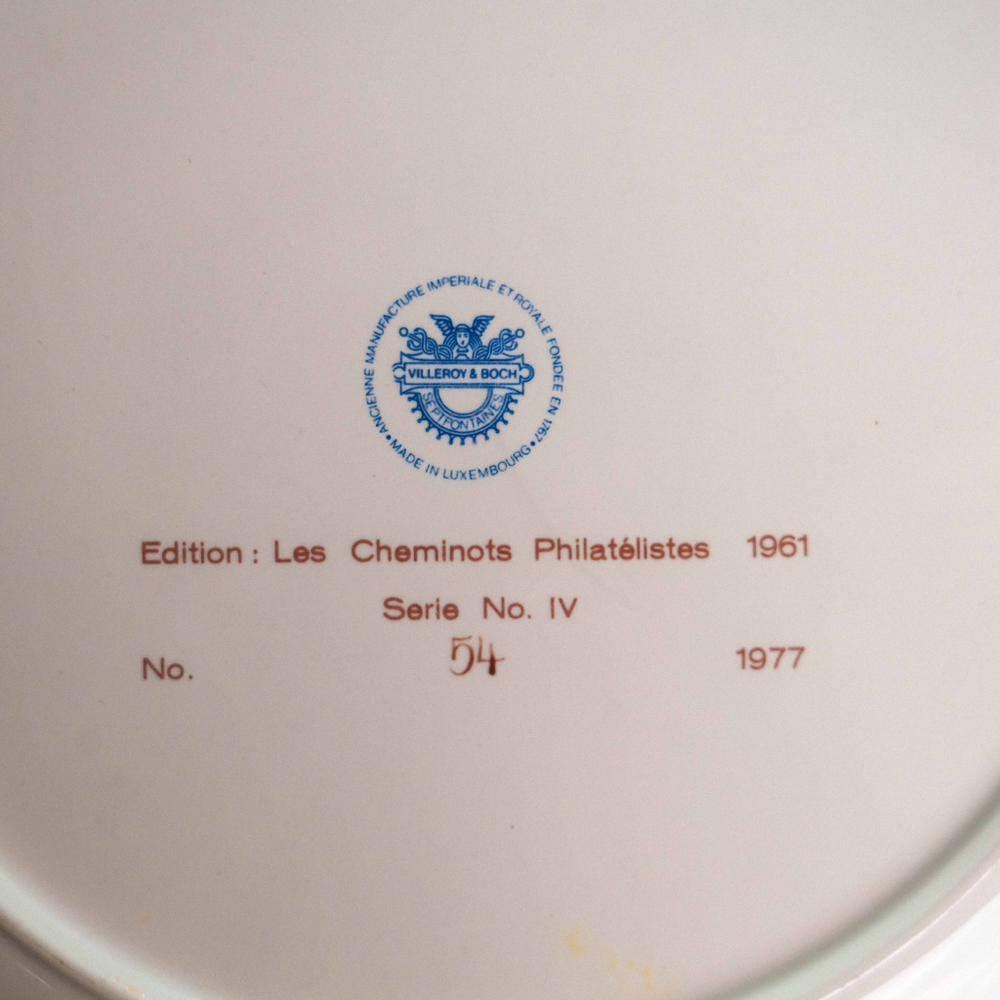 •ANCIENNE MANUFACTURE IMPERIALE ET ROYALE FONDEE EN 1767•
MADE IN LUXEMBOURG
VILLEROY & BOCH
SEPTFONTAINES
Edition : Les Cheminots Philatélistes 1961
Serie No. IV
No. 54 1977